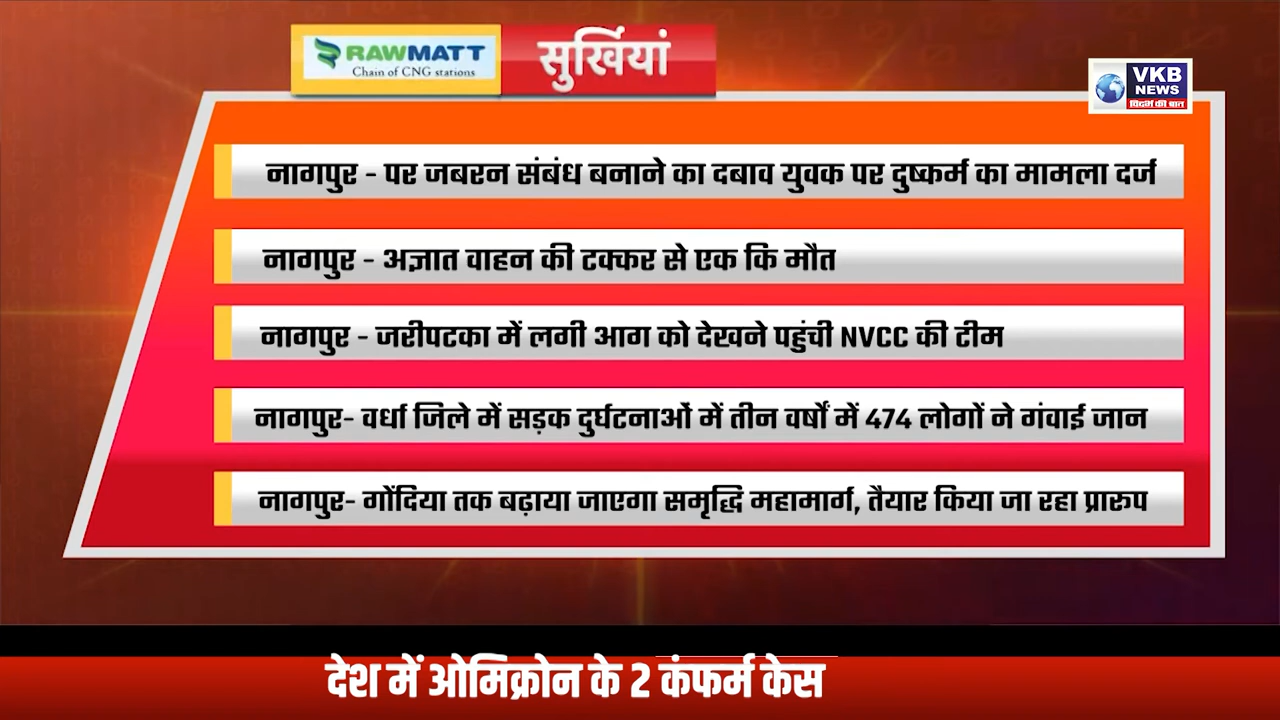 RAWMATT
Chain of CNG stations
सुर्खियां
VKB
NEWS
विदर्भ की बात
नागपुर - पर जबरन संबंध बनाने का दबाव युवक पर दुष्कर्म का मामला दर्ज
नागपुर - अज्ञात वाहन की टक्कर से एक कि मौत
नागपुर - जरीपटका में लगी आग को देखने पहुंची NVCC की टीम
नागपुर- वर्धा जिले में सड़क दुर्घटनाओं में तीन वर्षों में 474 लोगों ने गंवाई जान
नागपुर- गोंदिया तक बढ़ाया जाएगा समृद्धि महामार्ग, तैयार किया जा रहा प्रारूप
देश में ओमिक्रोन के 2 कंफर्म केस